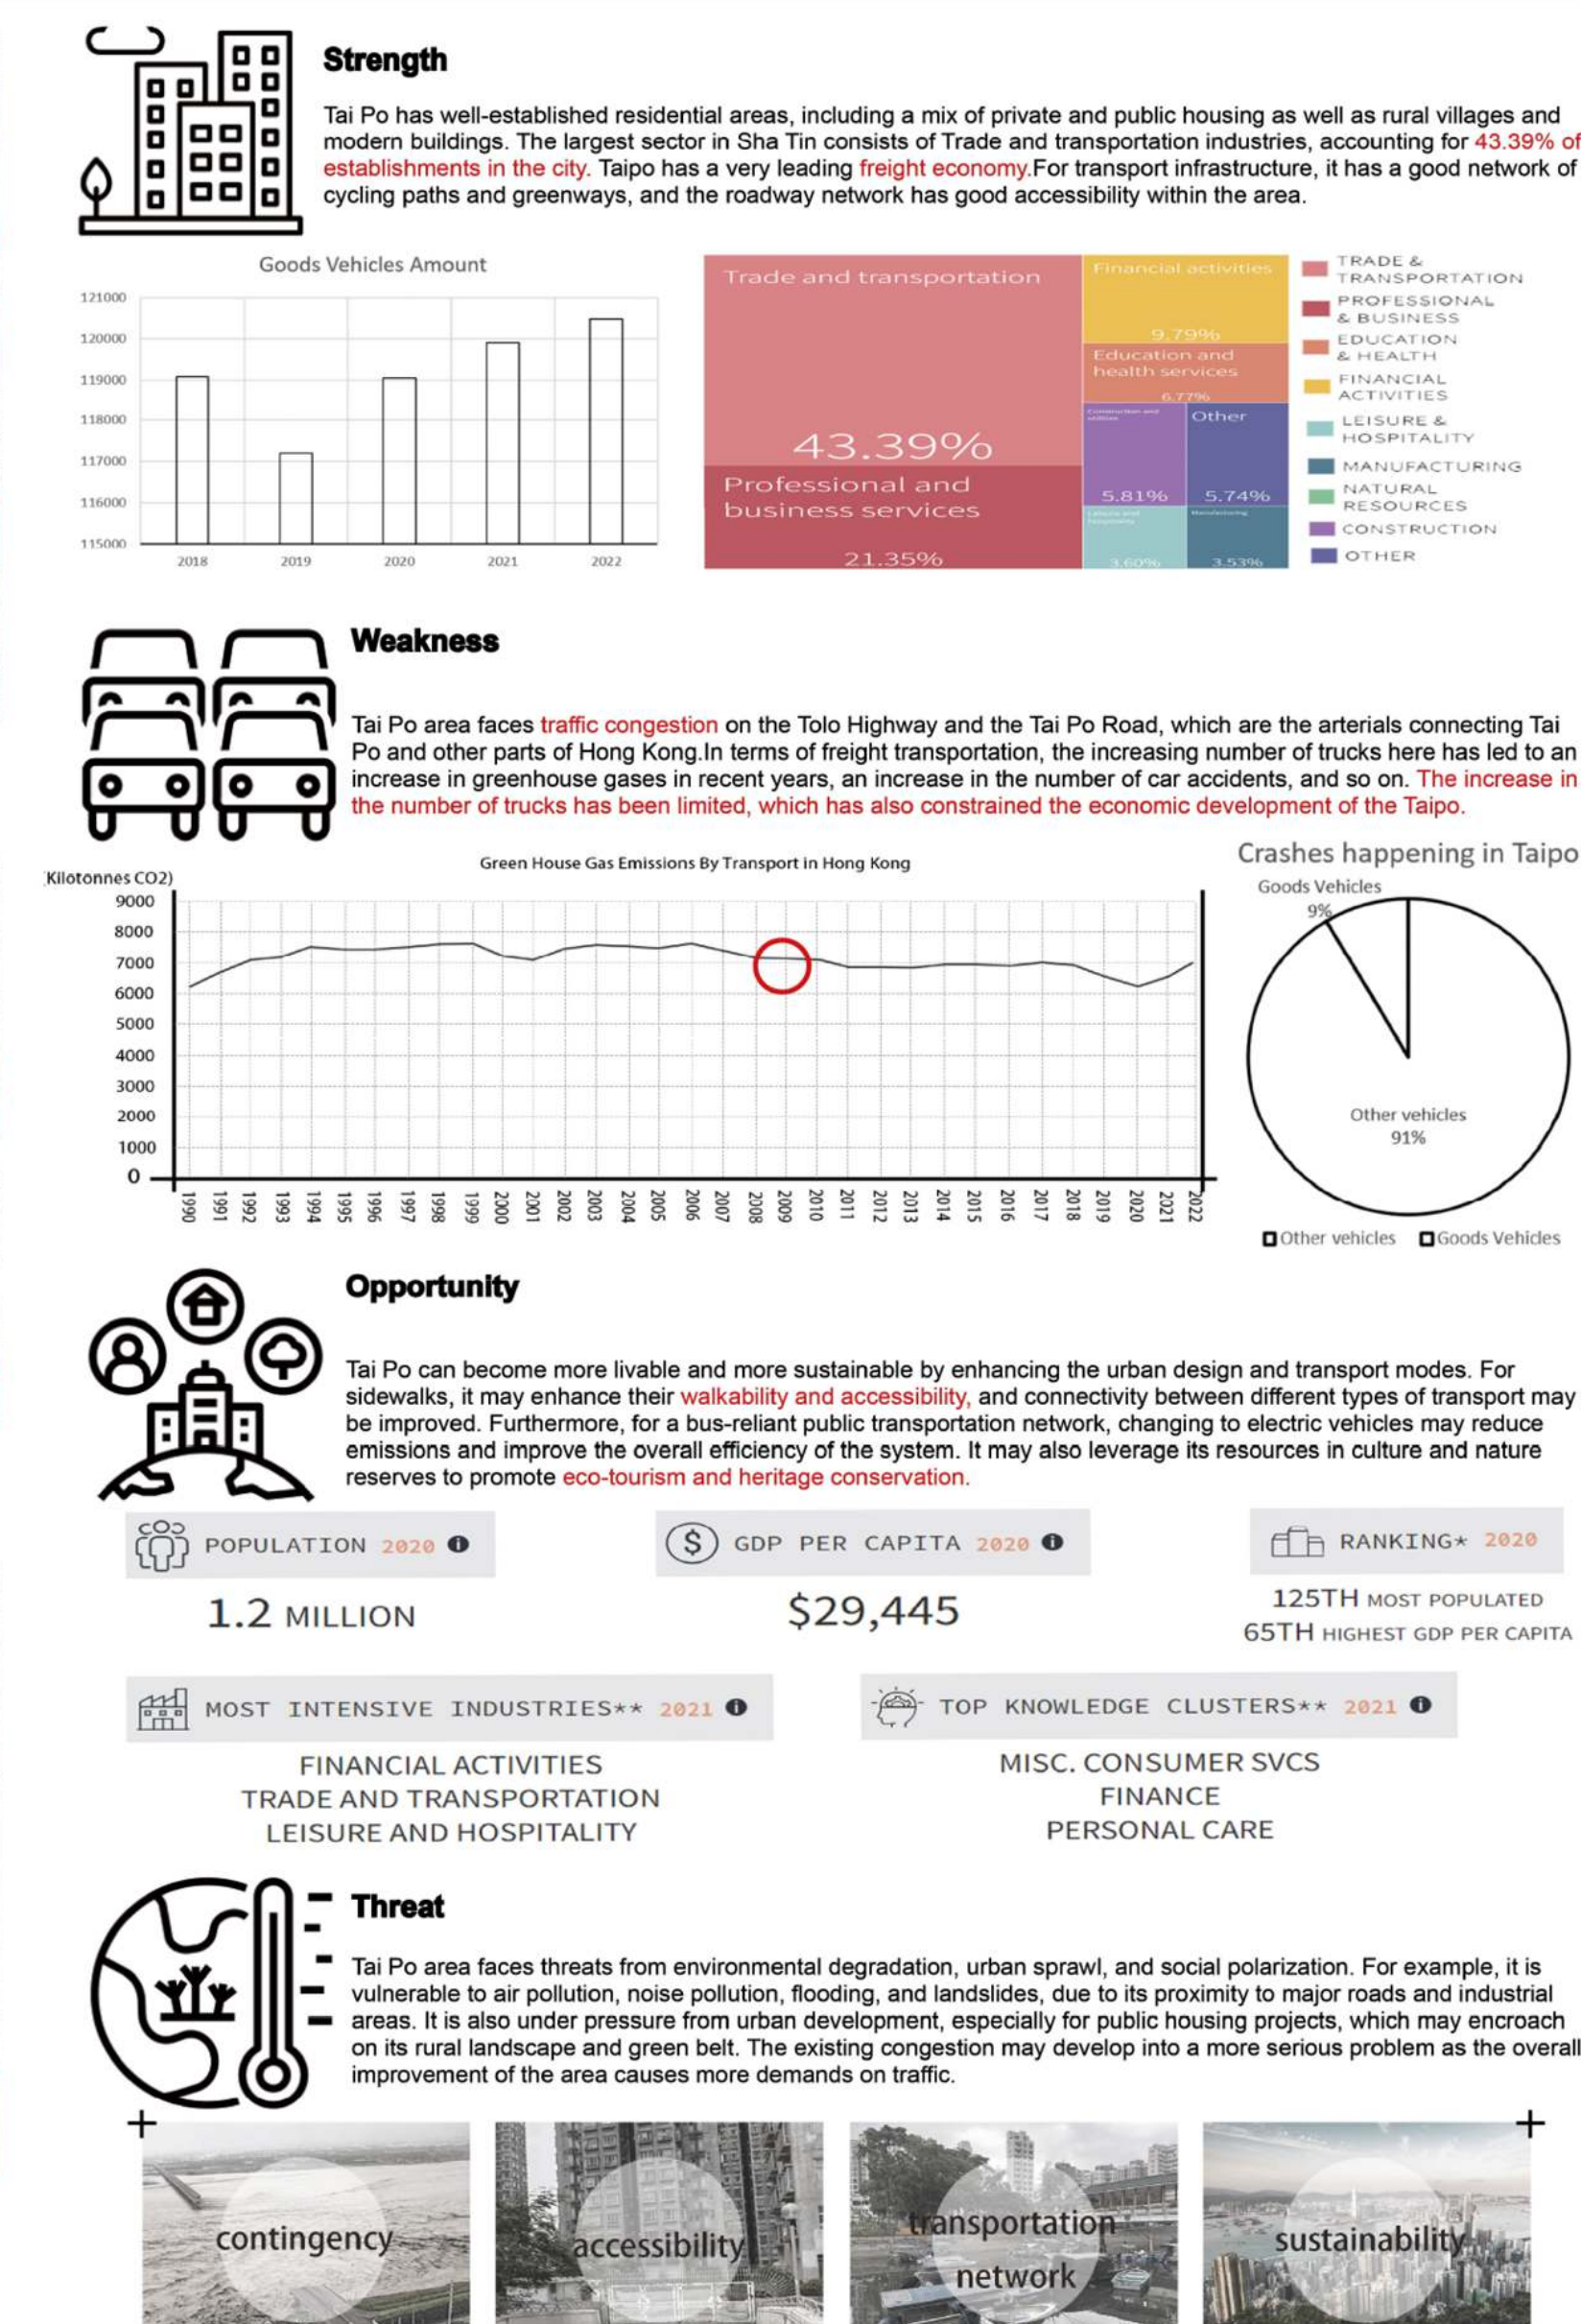 Strength
Tai Po has well-established residential areas, including a mix of private and public housing as well as rural villages and
modern buildings. The largest sector in Sha Tin consists of Trade and transportation industries, accounting for 43.39% of
establishments in the city. Taipo has a very leading freight economy.For transport infrastructure, it has a good network of
cycling paths and greenways, and the roadway network has good accessibility within the area.
Goods Vehicles Amount
121000
120000
119000
118000
117000
116000
115000
2018 2019 2020 2021 2022
Trade and transportation
43.39%
Professional and
business services
21.35%
Financial activities
9.79%
Education and
health services
6.77%
Construction and
utilities
5.81%
Other
5.74%
Leisure and
hospitality
3.60%
Manufacturing
3.53%
TRADE &
TRANSPORTATION
PROFESSIONAL
& BUSINESS
EDUCATION
& HEALTH
FINANCIAL
ACTIVITIES
LEISURE &
HOSPITALITY
MANUFACTURING
NATURAL
RESOURCES
CONSTRUCTION
OTHER
Weakness
Tai Po area faces traffic congestion on the Tolo Highway and the Tai Po Road, which are the arterials connecting Tai
Po and other parts of Hong Kong.In terms of freight transportation, the increasing number of trucks here has led to an
increase in greenhouse gases in recent years, an increase in the number of car accidents, and so on. The increase in
the number of trucks has been limited, which has also constrained the economic development of the Taipo.
Green House Gas Emissions By Transport in Hong Kong
Kilotonnes CO2)
9000
8000
7000
6000
5000
4000
3000
2000
1000
0
1990 1991 1992 1993 1994 1995 1996 1997 1998 1999 2000 2001 2002 2003 2004 2005 2006 2007 2008 2009 2010 2011 2012 2013 2014 2015 2016 2017 2018 2019 2020 2021 2022
Crashes happening in Taipo
Goods Vehicles
9%
Other vehicles
91%
Other vehicles Goods Vehicles
Opportunity
Tai Po can become more livable and more sustainable by enhancing the urban design and transport modes. For
sidewalks, it may enhance their walkability and accessibility, and connectivity between different types of transport may
be improved. Furthermore, for a bus-reliant public transportation network, changing to electric vehicles may reduce
emissions and improve the overall efficiency of the system. It may also leverage its resources in culture and nature
reserves to promote eco-tourism and heritage conservation.
POPULATION 2020
1.2 MILLION
GDP PER CAPITA 2020
$29,445
RANKING* 2020
125TH MOST POPULATED
65TH HIGHEST GDP PER CAPITA
MOST INTENSIVE INDUSTRIES** 2021
FINANCIAL ACTIVITIES
TRADE AND TRANSPORTATION
LEISURE AND HOSPITALITY
TOP KNOWLEDGE CLUSTERS** 2021
MISC. CONSUMER SVCS
FINANCE
PERSONAL CARE
Threat
Tai Po area faces threats from environmental degradation, urban sprawl, and social polarization. For example, it is
vulnerable to air pollution, noise pollution, flooding, and landslides, due to its proximity to major roads and industrial
areas. It is also under pressure from urban development, especially for public housing projects, which may encroach
on its rural landscape and green belt. The existing congestion may develop into a more serious problem as the overall
improvement of the area causes more demands on traffic.
contingency
accessibility
transportation
network
sustainability